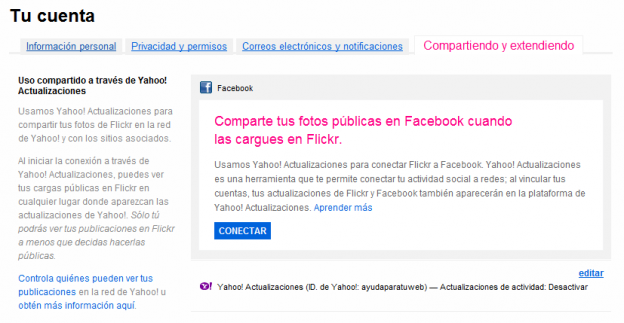 Tu cuenta
Información personal
Privacidad y permisos
Correos electrónicos y notificaciones
Compartiendo y extendiendo
Uso compartido a través de Yahoo!
Actualizaciones
Usamos Yahoo! Actualizaciones para
compartir tus fotos de Flickr en la red
de Yahoo! y con los sitios asociados.
Al iniciar la conexión a través de
Yahoo! Actualizaciones, puedes ver
tus cargas públicas en Flickr en
cualquier lugar donde aparezcan las
actualizaciones de Yahoo!. Sólo tú
podrás ver tus publicaciones en Flickr
a menos que decidas hacerlas
públicas.
Controla quiénes pueden ver tus
publicaciones en la red de Yahoo! u
obtén más información aquí.
Facebook
Comparte tus fotos públicas en Facebook cuando
las cargues en Flickr.
Usamos Yahoo! Actualizaciones para conectar Flickr a Facebook. Yahoo! Actualizaciones
es una herramienta que te permite conectar tu actividad social a redes; al vincular tus
cuentas, tus actualizaciones de Flickr y Facebook también aparecerán en la plataforma de
Yahoo! Actualizaciones. Aprender más
CONECTAR
editar
Yahoo! Actualizaciones (ID. de Yahoo!: ayudaparatuweb) — Actualizaciones de actividad: Desactivar